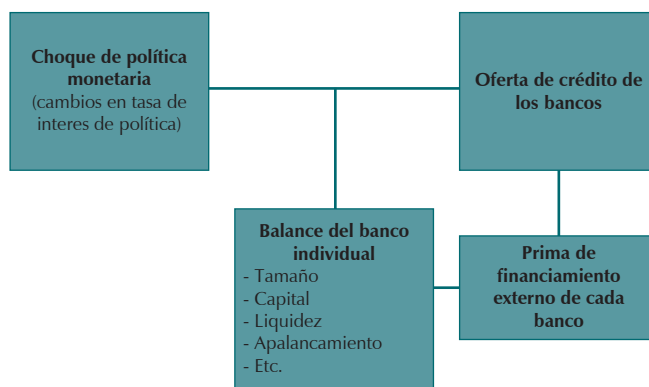 Choque de política
monetaria
(cambios en tasa de
interes de política)
Oferta de crédito de
los bancos
Balance del banco
individual
- Tamaño
- Capital
- Liquidez
- Apalancamiento
- Etc.
Prima de
financiamiento
externo de cada
banco